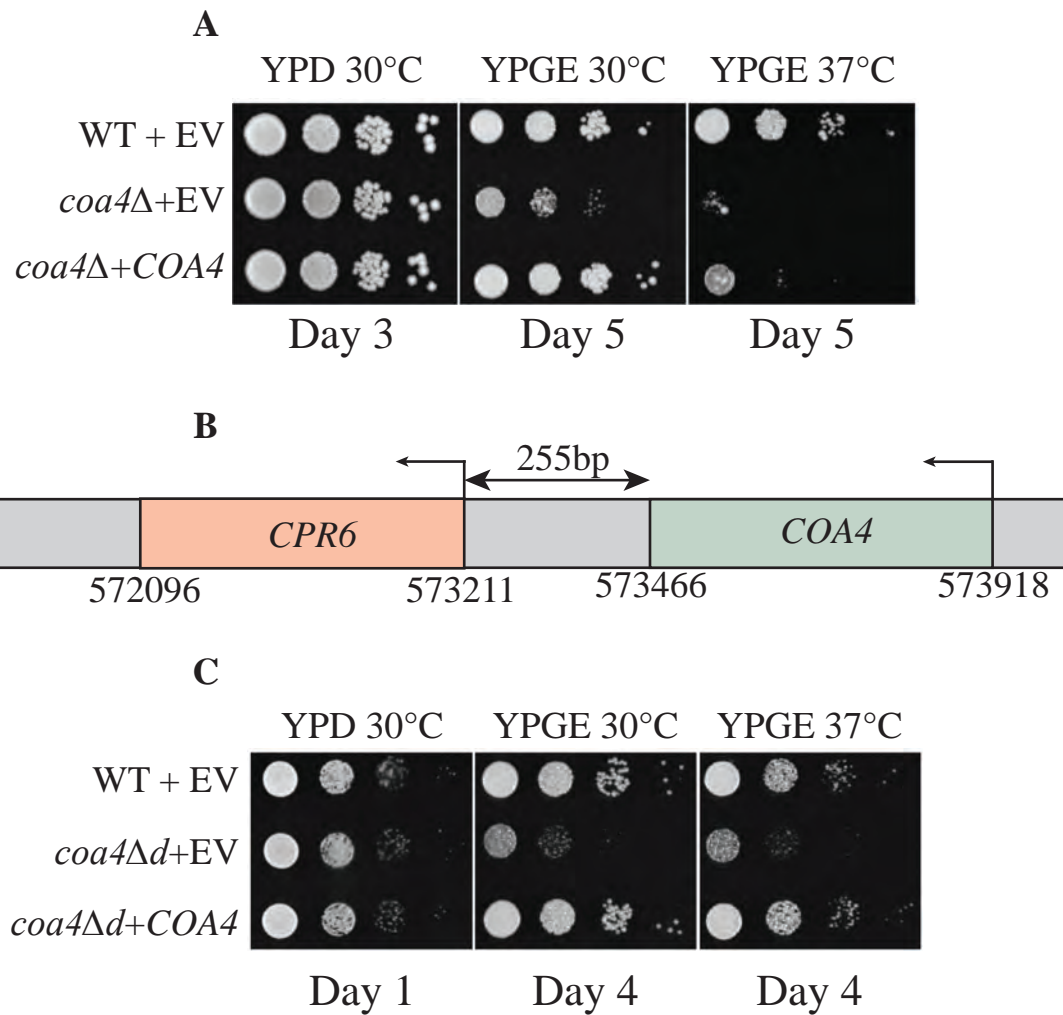 A
YPD 30°C YPGE 30°C YPGE 37°C
WT + EV
coa4Δ+EV
coa4Δ+COA4
Day 3 Day 5 Day 5
B
255bp
CPR6 COA4
572096 573211 573466 573918
C
YPD 30°C YPGE 30°C YPGE 37°C
WT + EV
coa4Δd+EV
coa4Δd+COA4
Day 1 Day 4 Day 4